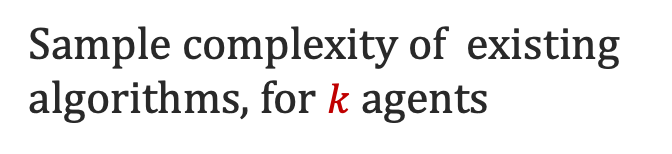 Sample complexity of existing
algorithms, for k agents